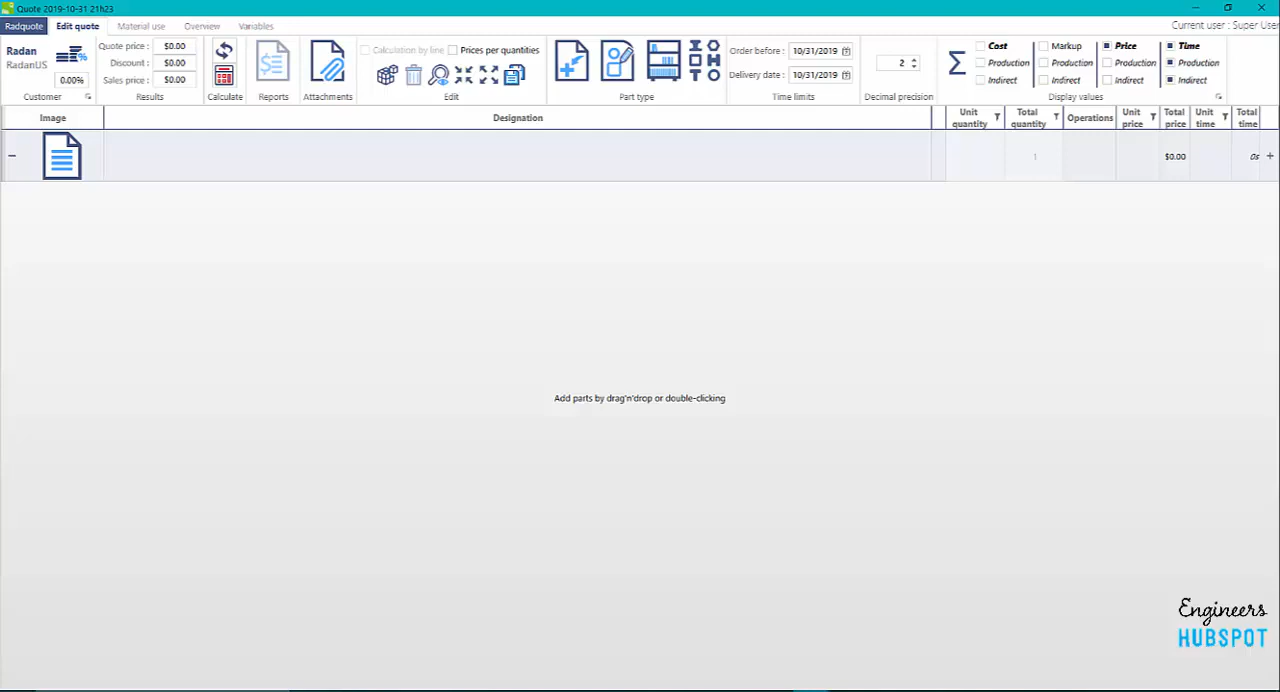 Quote 2019-10-31 21h23
Radquote Edit quote Material use Overview Variables
Current user : Super User
Radan
RadanUS
0.00%
Customer
Quote price : $0.00
Discount : $0.00
Sales price : $0.00
Results
Calculate
Reports
Attachments
Calculation by line Prices per quantities
Edit
Part type
Order before : 10/31/2019
Delivery date : 10/31/2019
Time limits
2
Decimal precision
Cost Markup Price Time
Production Production Production Production
Indirect Indirect Indirect Indirect
Display values
Image Designation Unit quantity Total quantity Operations Unit price Total price Unit time Total time
1 $0.00 0s
Add parts by drag'n'drop or double-clicking
Engineers
HUBSPOT